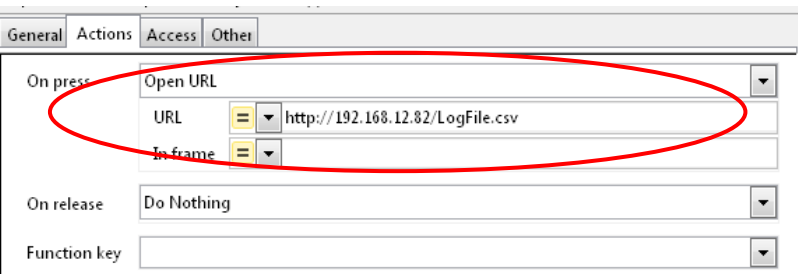 General Actions Access Other
On press Open URL
URL = http://192.168.12.82/LogFile.csv
In frame =
On release Do Nothing
Function key